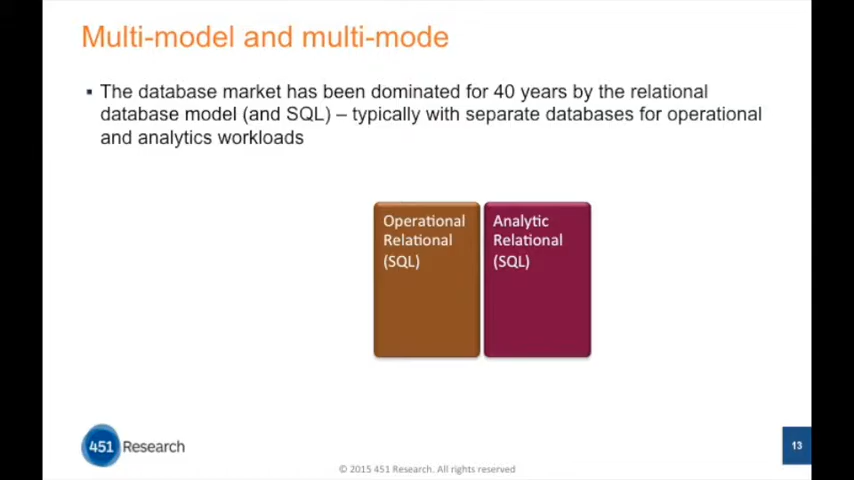 Multi-model and multi-mode
▪ The database market has been dominated for 40 years by the relational
database model (and SQL) – typically with separate databases for operational
and analytics workloads
Operational
Relational
(SQL)
Analytic
Relational
(SQL)
451 Research
13
© 2015 451 Research. All rights reserved